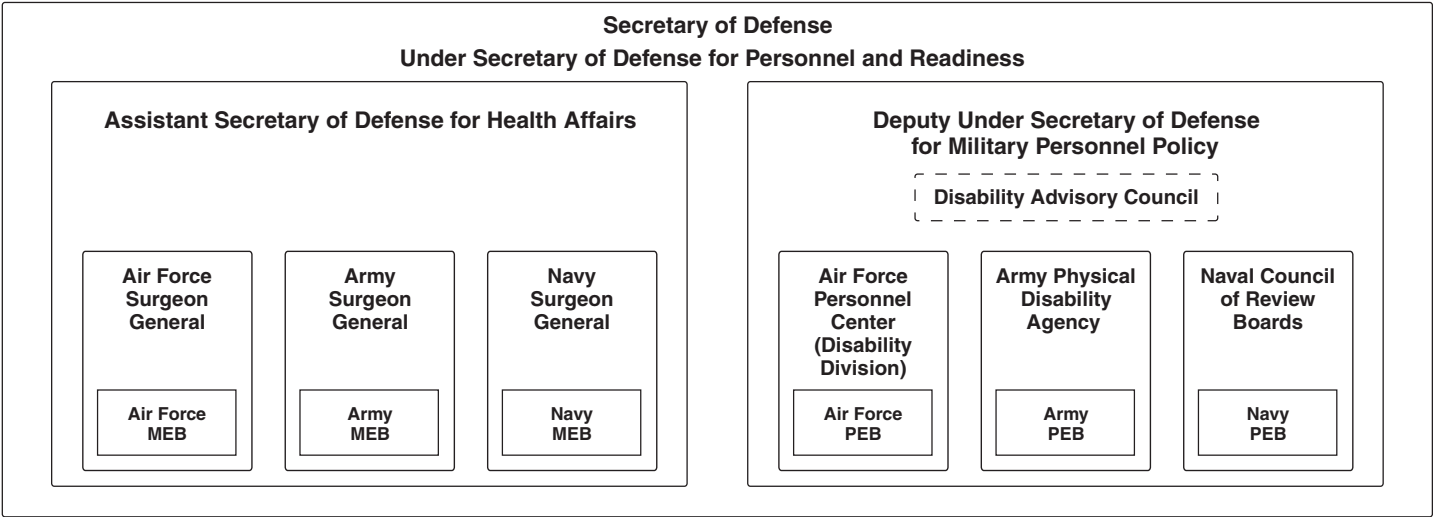 Secretary of Defense
Under Secretary of Defense for Personnel and Readiness
Assistant Secretary of Defense for Health Affairs
Air Force
Surgeon
General
Air Force
MEB
Army
Surgeon
General
Army
MEB
Navy
Surgeon
General
Navy
MEB
Deputy Under Secretary of Defense
for Military Personnel Policy
Disability Advisory Council
Air Force
Personnel
Center
(Disability
Division)
Air Force
PEB
Army Physical
Disability
Agency
Army
PEB
Naval Council
of Review
Boards
Navy
PEB